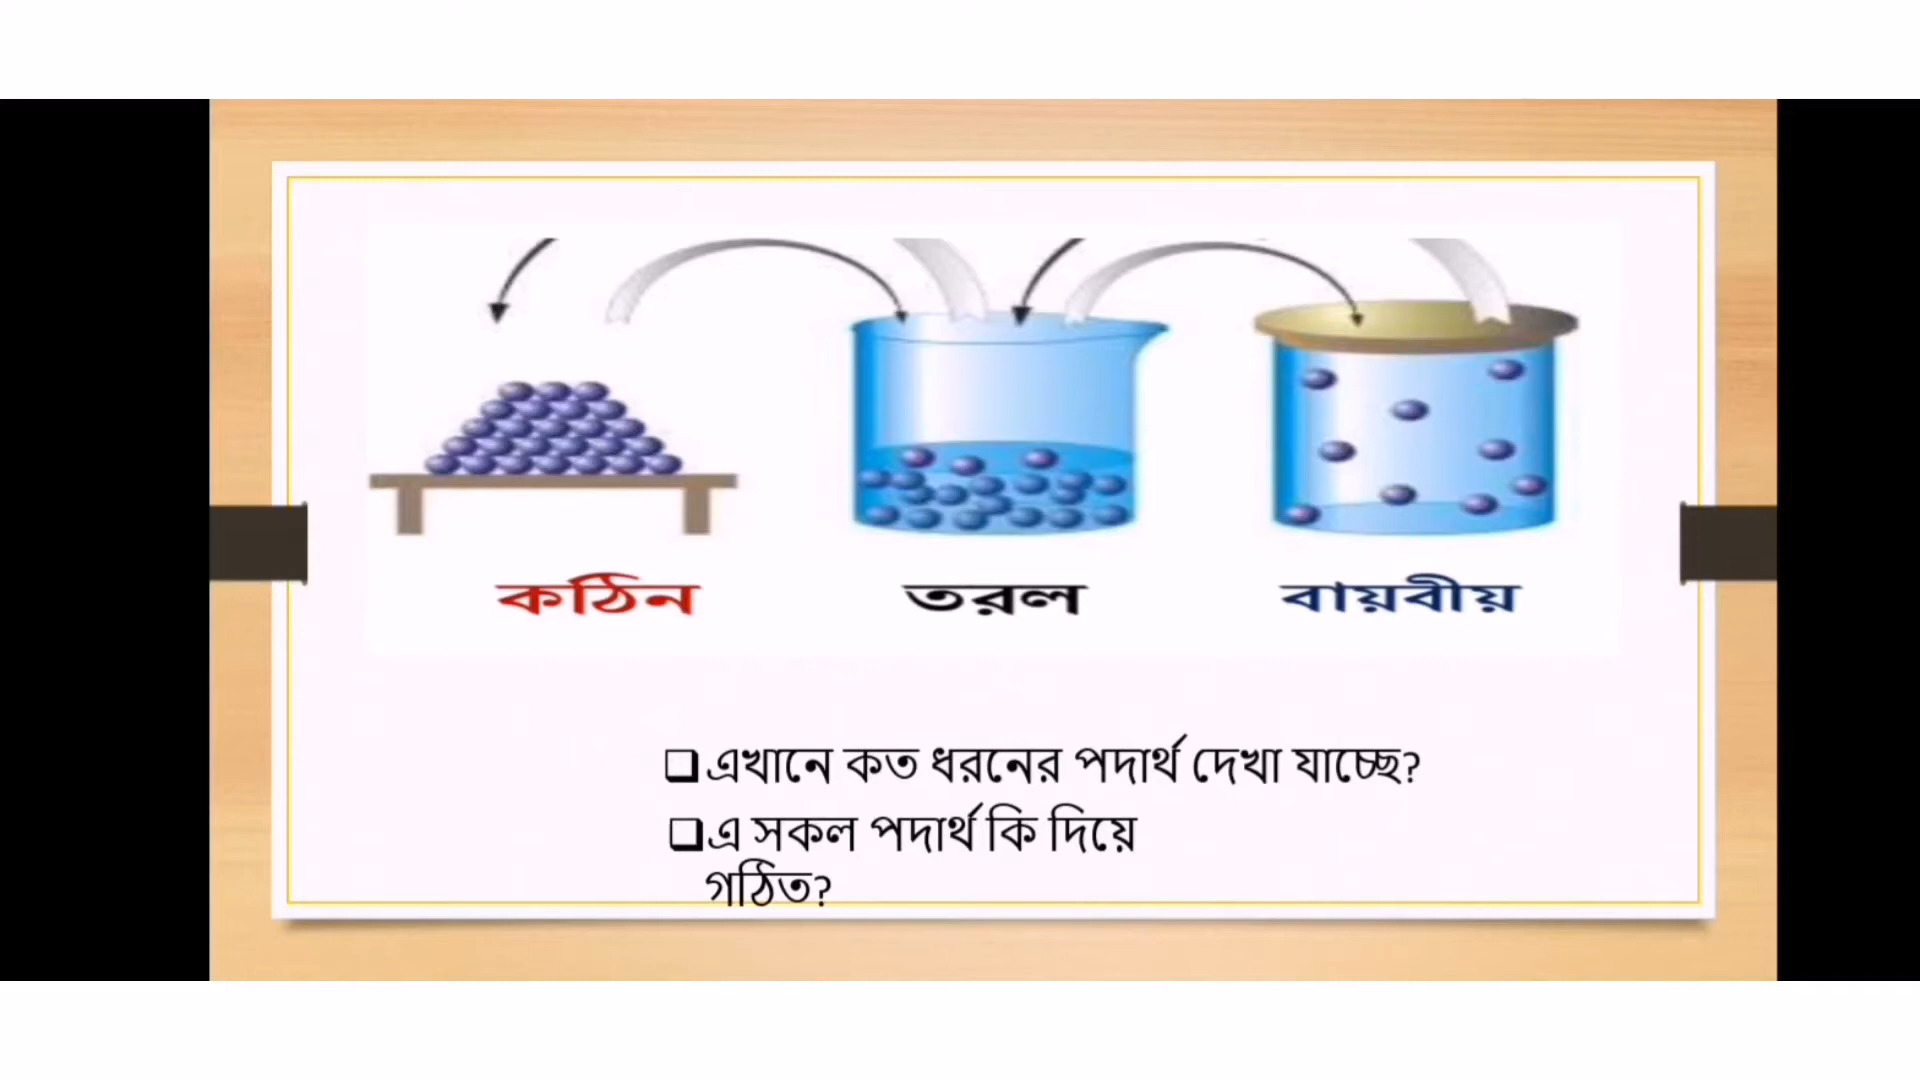 কঠিন তরল বায়বীয়
❑ এখানে কত ধরনের পদার্থ দেখা যাচ্ছে?
❑ এ সকল পদার্থ কি দিয়ে
গঠিত?